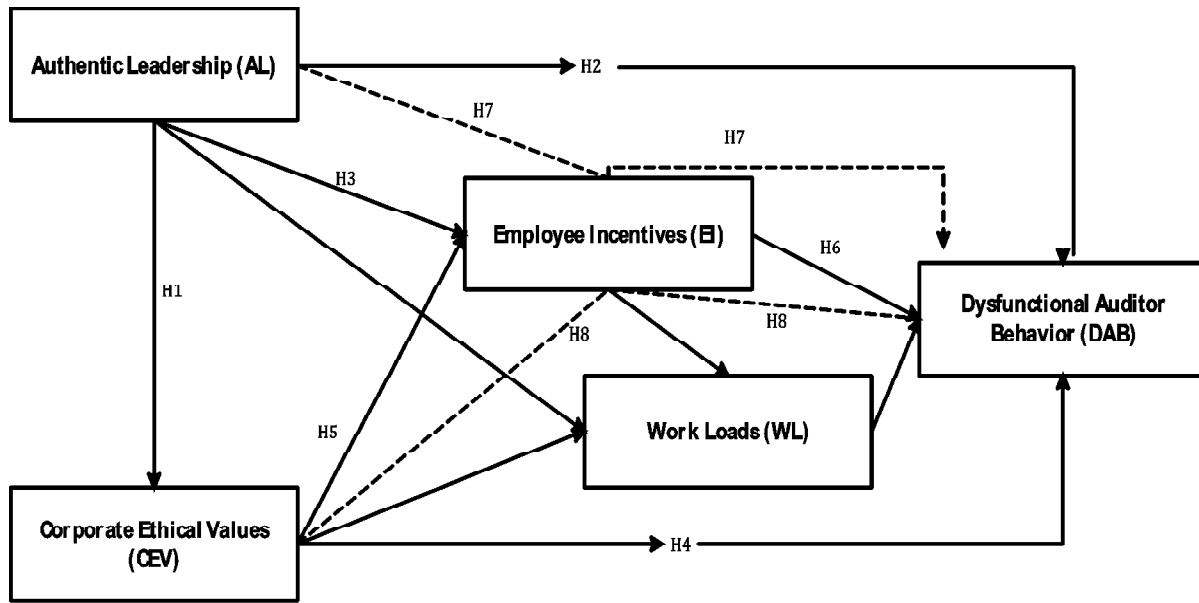 Authentic Leadership (AL)
H2
H7
H7
H3
Employee Incentives (EI)
H6
H1
Dysfunctional Auditor
Behavior (DAB)
H8
H8
Work Loads (WL)
H5
Corporate Ethical Values
(CEV)
H4